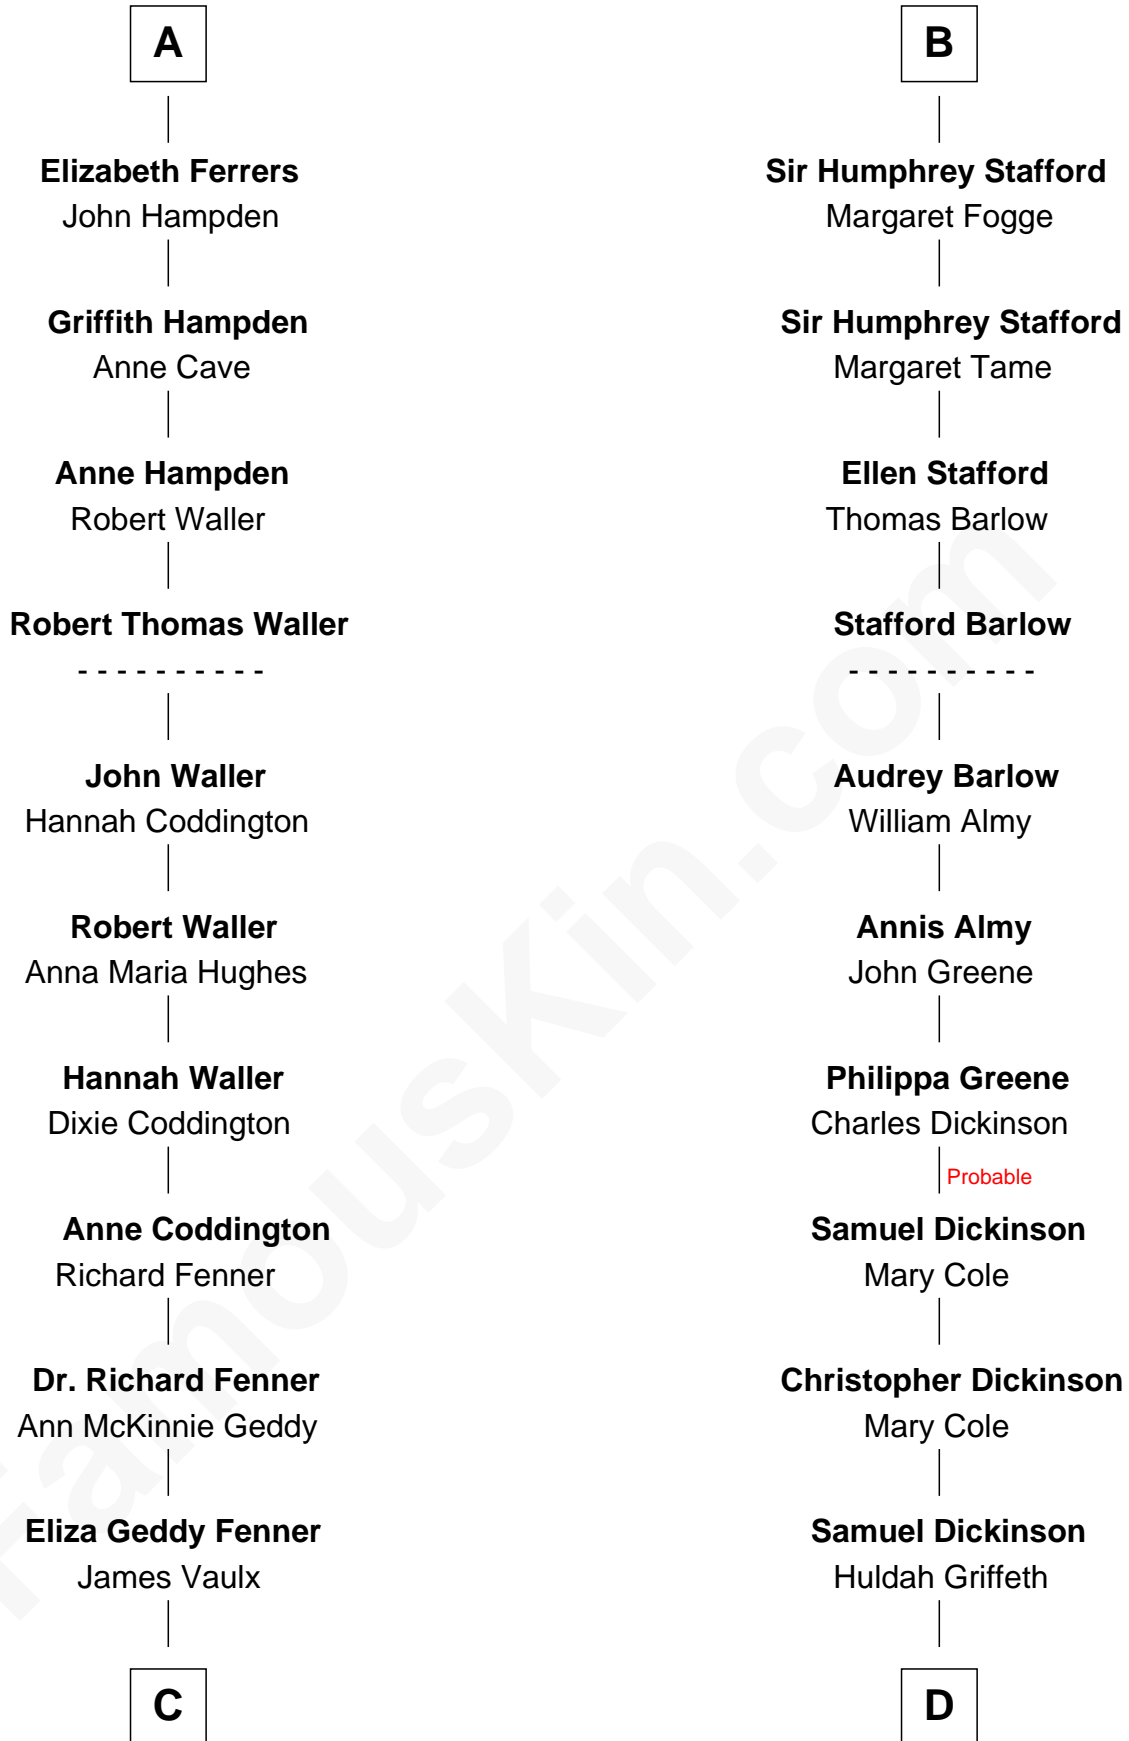 A
Elizabeth Ferrers
John Hampden
Griffith Hampden
Anne Cave
Anne Hampden
Robert Waller
Robert Thomas Waller
- - - - - - - - - -
John Waller
Hannah Coddington
Robert Waller
Anna Maria Hughes
Hannah Waller
Dixie Coddington
Anne Coddington
Richard Fenner
Dr. Richard Fenner
Ann McKinnie Geddy
Eliza Geddy Fenner
James Vaulx
C
B
Sir Humphrey Stafford
Margaret Fogge
Sir Humphrey Stafford
Margaret Tame
Ellen Stafford
Thomas Barlow
Stafford Barlow
- - - - - - - - - -
Audrey Barlow
William Almy
Annis Almy
John Greene
Philippa Greene
Charles Dickinson
Probable
Samuel Dickinson
Mary Cole
Christopher Dickinson
Mary Cole
Samuel Dickinson
Huldah Griffeth
D
FamousKin.com